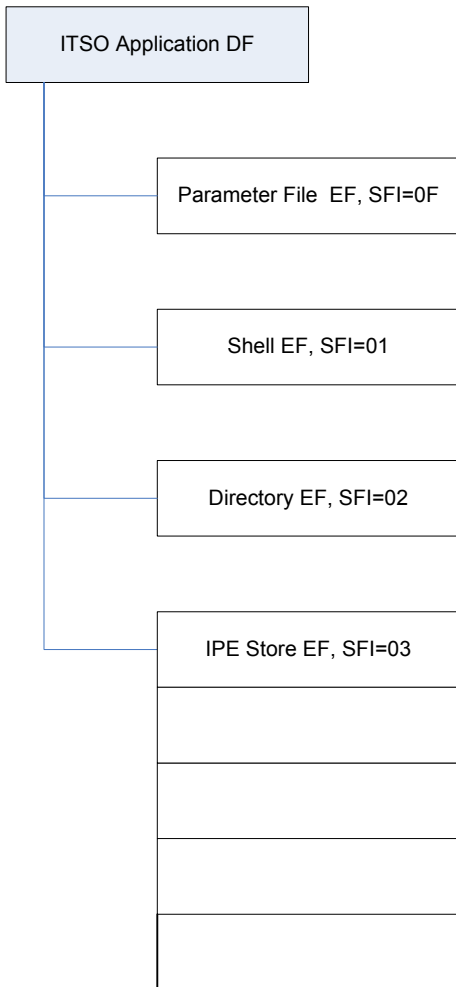 ITSO Application DF
Parameter File EF, SFI=0F
Shell EF, SFI=01
Directory EF, SFI=02
IPE Store EF, SFI=03